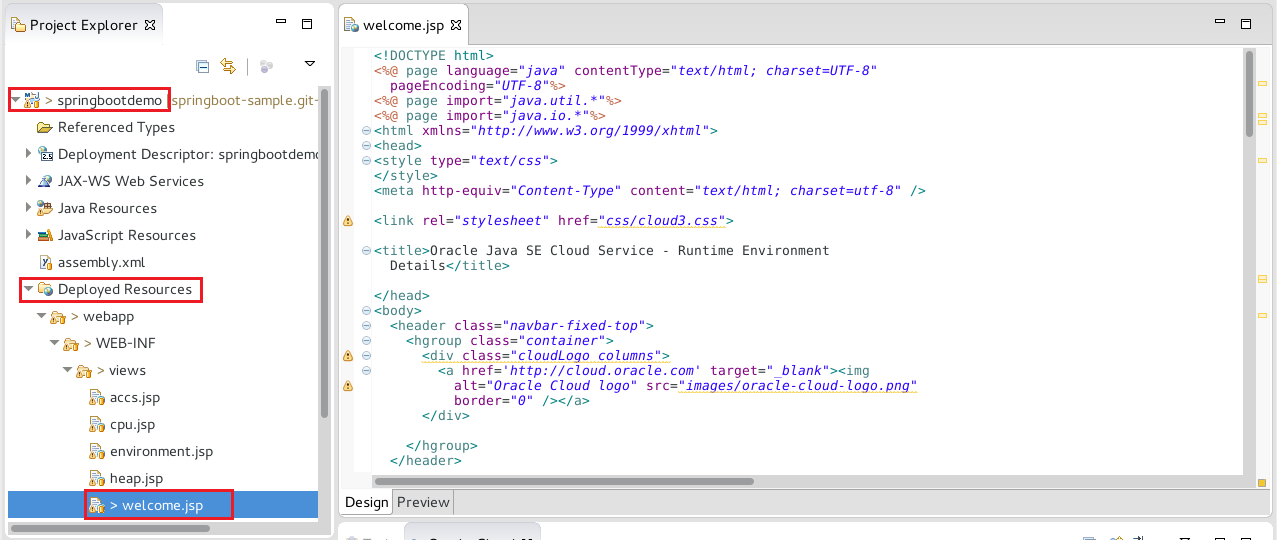 Project Explorer
> springbootdemo springboot-sample.git-
Referenced Types
Deployment Descriptor: springbootdemo
JAX-WS Web Services
Java Resources
JavaScript Resources
assembly.xml
Deployed Resources
> webapp
> WEB-INF
> views
accs.jsp
cpu.jsp
environment.jsp
heap.jsp
> welcome.jsp
welcome.jsp
<!DOCTYPE html>
<%@ page language="java" contentType="text/html; charset=UTF-8"
pageEncoding="UTF-8"%>
<%@ page import="java.util.*"%>
<%@ page import="java.io.*"%>
<html xmlns="http://www.w3.org/1999/xhtml">
<head>
<style type="text/css">
</style>
<meta http-equiv="Content-Type" content="text/html; charset=utf-8" />
<link rel="stylesheet" href="css/cloud3.css">
<title>Oracle Java SE Cloud Service - Runtime Environment
Details</title>
</head>
<body>
<header class="navbar-fixed-top">
<hgroup class="container">
<div class="cloudLogo columns">
<a href='http://cloud.oracle.com' target="_blank"><img
alt="Oracle Cloud logo" src="images/oracle-cloud-logo.png"
border="0" /></a>
</div>
</hgroup>
</header>
Design Preview